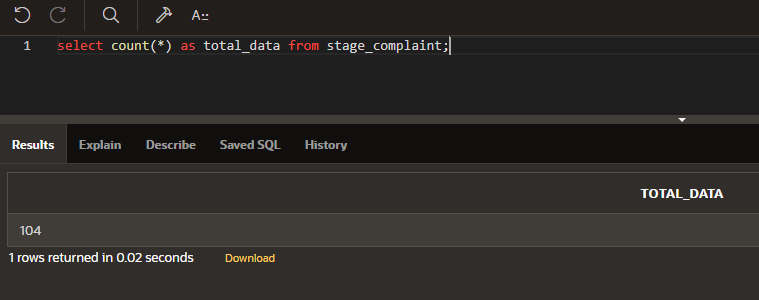 A::
1 select count(*) as total_data from stage_complaint;
Results Explain Describe Saved SQL History
TOTAL_DATA
104
1 rows returned in 0.02 seconds Download